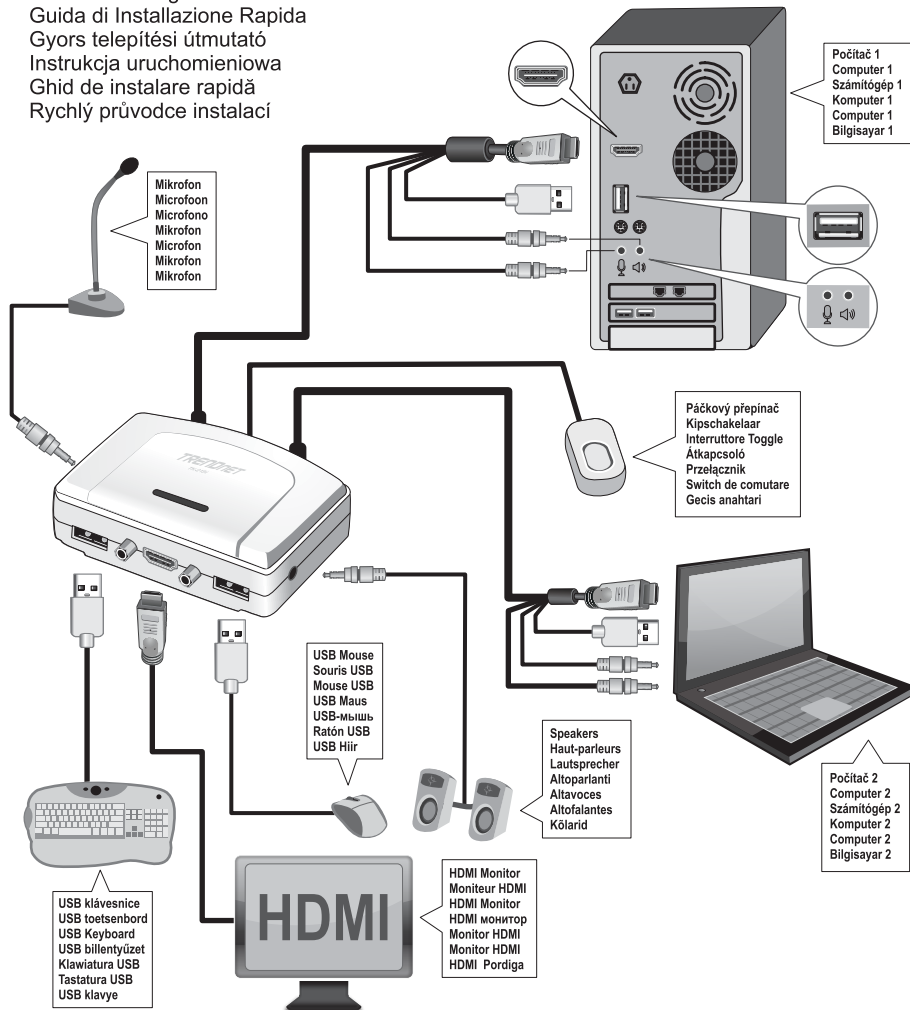 Guida di Installazione Rapida
Gyors telepítési útmutató
Instrukcja uruchomieniowa
Ghid de instalare rapidă
Rychlý průvodce instalací
Počítač 1
Computer 1
Számítógép 1
Komputer 1
Computer 1
Bilgisayar 1
Mikrofon
Microfoon
Microfono
Mikrofon
Microfon
Mikrofon
Mikrofon
Páčkový přepínač
Kipschakelaar
Interruttore Toggle
Átkapcsoló
Przełącznik
Switch de comutare
Gecis anahtari
TRENDNET
USB Mouse
Souris USB
Mouse USB
USB Maus
USB-мышь
Ratón USB
USB Hiir
Speakers
Haut-parleurs
Lautsprecher
Altoparlanti
Altavoces
Altofalantes
Kõlarid
Počítač 2
Computer 2
Számítógép 2
Komputer 2
Computer 2
Bilgisayar 2
HDMI
HDMI Monitor
Moniteur HDMI
HDMI Monitor
HDMI монитор
Monitor HDMI
Monitor HDMI
HDMI Pordiga
USB klávesnice
USB toetsenbord
USB Keyboard
USB billentyűzet
Klawiatura USB
Tastatura USB
USB klavye